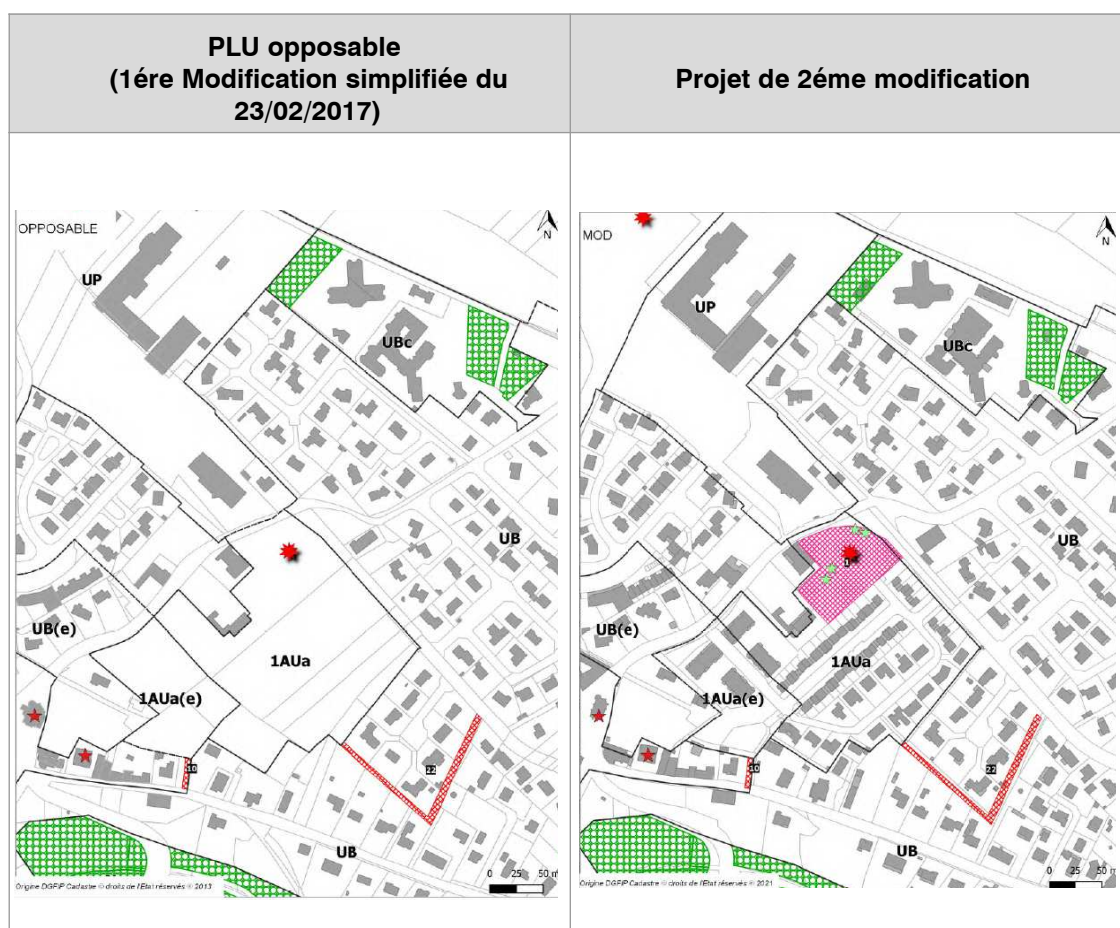 PLU opposable
(1ére Modification simplifiée du
23/02/2017)
Projet de 2éme modification
OPPOSABLE
N
UP
UBc
UB
UB(e)
1AUa
1AUa(e)
10
22
UB
Origine DGFiP Cadastre © droits de l'Etat réservés © 2013
0 25 50 m
MOD
N
UP
UBc
UB
1
UB(e)
1AUa
1AUa(e)
10
22
UB
Origine DGFiP Cadastre © droits de l'Etat réservés © 2021
0 25 50 m